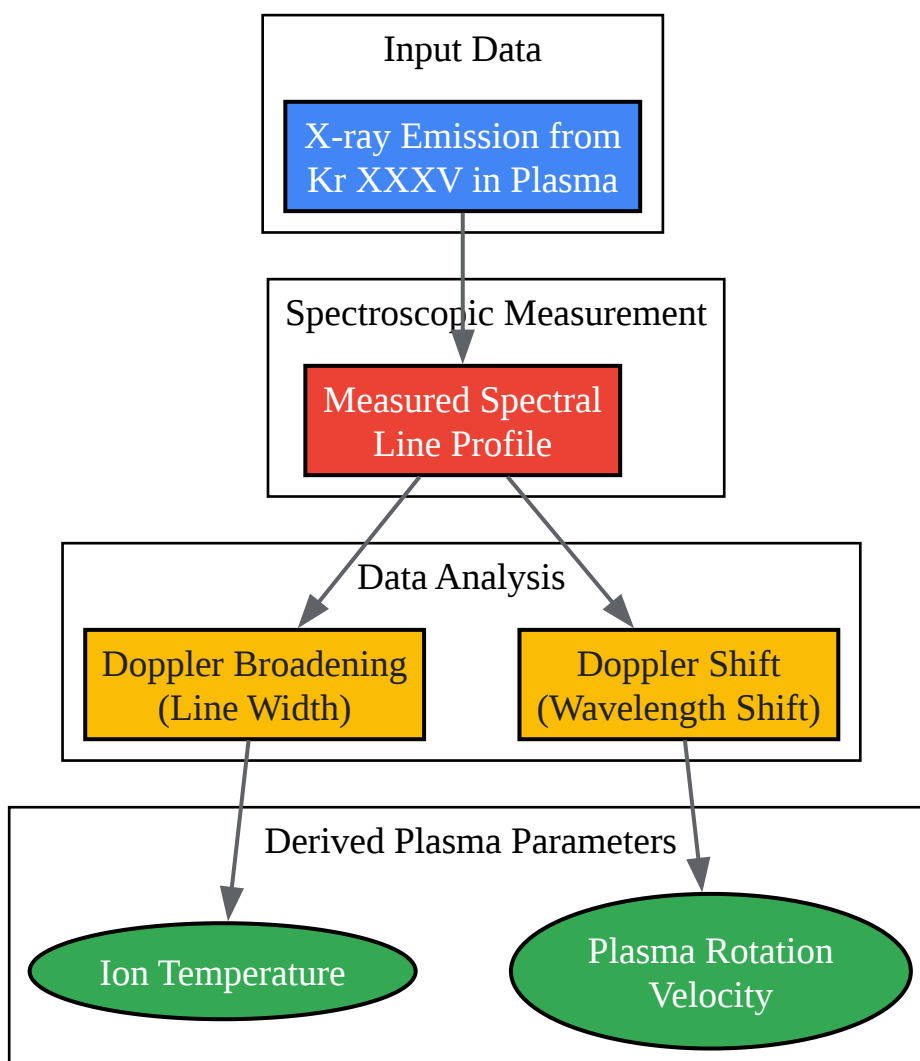 Input Data
X-ray Emission from
Kr XXXV in Plasma
Spectroscopic Measurement
Measured Spectral
Line Profile
Data Analysis
Doppler Broadening
(Line Width)
Doppler Shift
(Wavelength Shift)
Derived Plasma Parameters
Ion Temperature
Plasma Rotation
Velocity